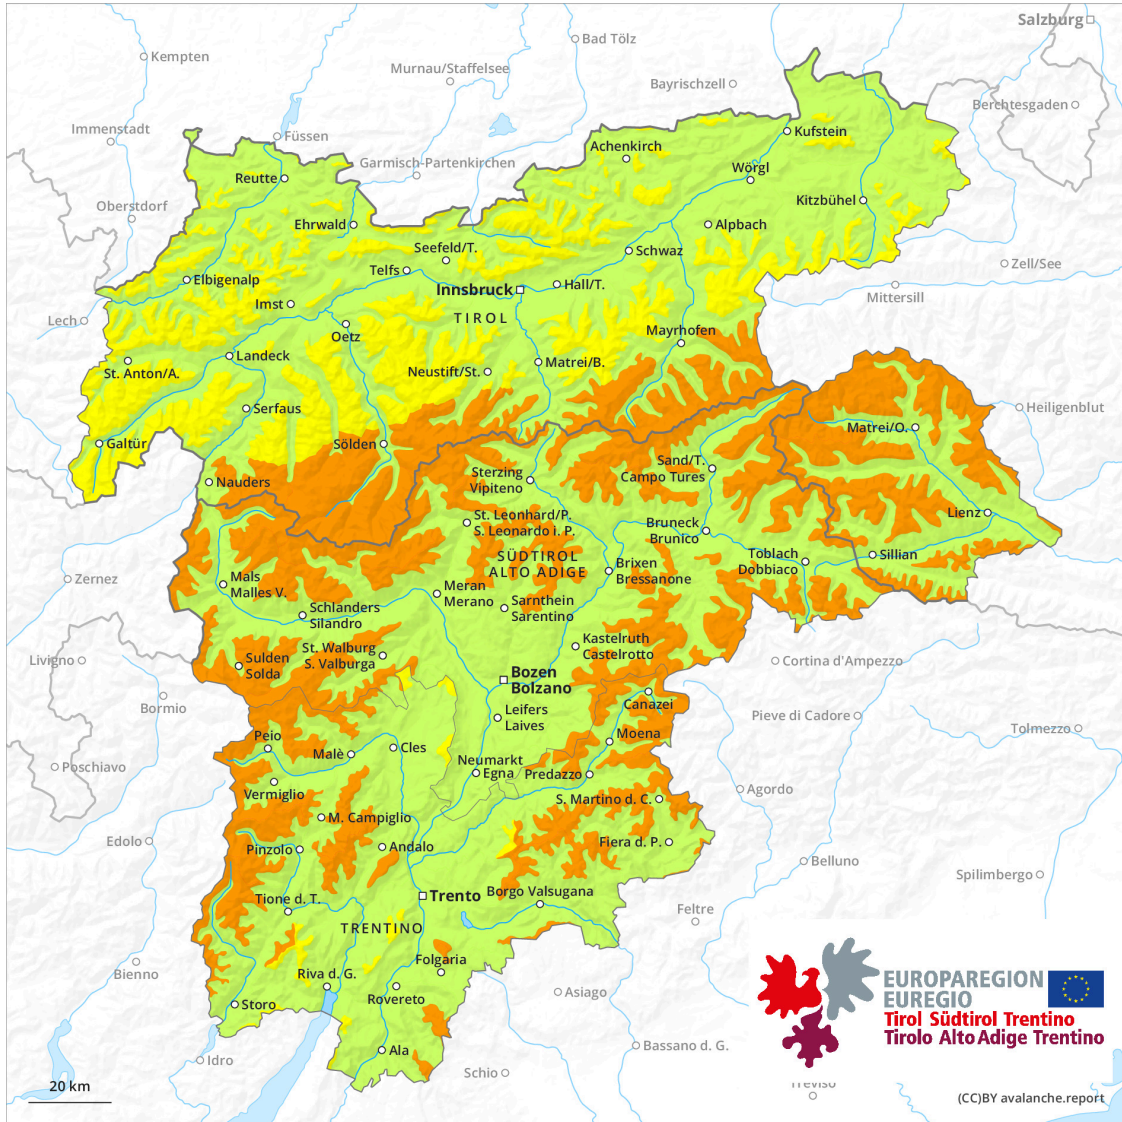 Salzburg
Bad Tölz
Kempten
Murnau/Staffelsee
Bayrischzell
Berchtesgaden
Immenstadt
Füssen
Kufstein
Achenkirch
Garmisch-Partenkirchen
Wörgl
Reutte
Kitzbühel
Oberstdorf
Ehrwald
Alpbach
Seefeld/T.
Schwaz
Zell/See
Telfs
Elbigenalp
Innsbruck
Hall/T.
Mittersill
Imst
TIROL
Lech
Mayrhofen
Oetz
Landeck
Matrei/B.
St. Anton/A.
Neustift/St.
Serfaus
Heiligenblut
Matrei/O.
Galtür
Sölden
Sand/T.
Campo Tures
Sterzing
Vipiteno
Nauders
St. Leonhard/P.
S. Leonardo i. P.
Lienz
Bruneck
Brunico
SÜDTIROL
ALTO ADIGE
Toblach
Dobbiaco
Sillian
Brixen
Bressanone
Zernez
Mals
Malles V.
Meran
Merano
Sarnthein
Sarentino
Schlanders
Silandro
Kastelruth
Castelrotto
St. Walburg
S. Valburga
Livigno
Sulden
Solda
Cortina d'Ampezzo
Bozen
Bolzano
Bormio
Canazei
Leifers
Laives
Pieve di Cadore
Tolmezzo
Peio
Moena
Cles
Malè
Neumarkt
Egna
Poschiavo
Predazzo
Vermiglio
Agordo
S. Martino d. C.
M. Campiglio
Edolo
Fiera d. P.
Pinzolo
Andalo
Belluno
Spilimbergo
Trento
Borgo Valsugana
Tione d. T.
Feltre
TRENTINO
Folgaria
Bienno
Riva d. G.
EUROPAREGION
EUREGIO
Tirol Südtirol Trentino
Tirolo Alto Adige Trentino
Asiago
Rovereto
Storo
Bassano d. G.
Ala
Idro
Schio
Treviso
20 km
(CC)BY avalanche.report